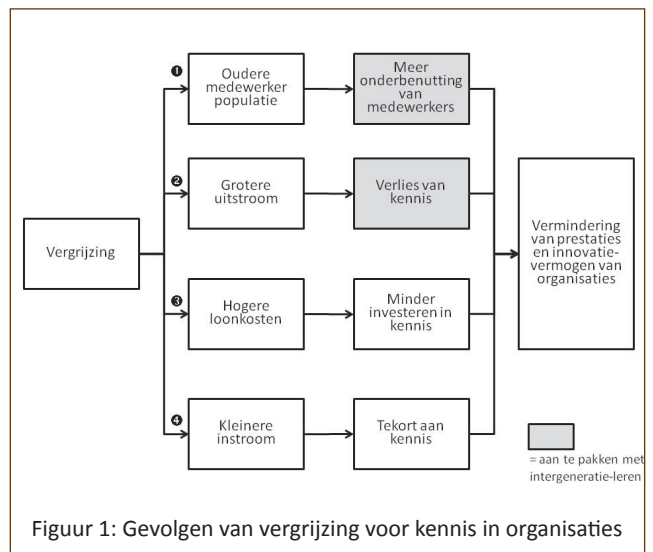 ❶
Oudere
medewerker
populatie
Meer
onderbenutting
van
medewerkers
❷
Grotere
uitstroom
Verlies van
kennis
Vergrijzing
Vermindering
van prestaties
en innovatie-
vermogen van
organisaties
❸
Hogere
loonkosten
Minder
investeren in
kennis
❹
Kleinere
instroom
Tekort aan
kennis
= aan te pakken met
intergeneratie-leren
Figuur 1: Gevolgen van vergrijzing voor kennis in organisaties